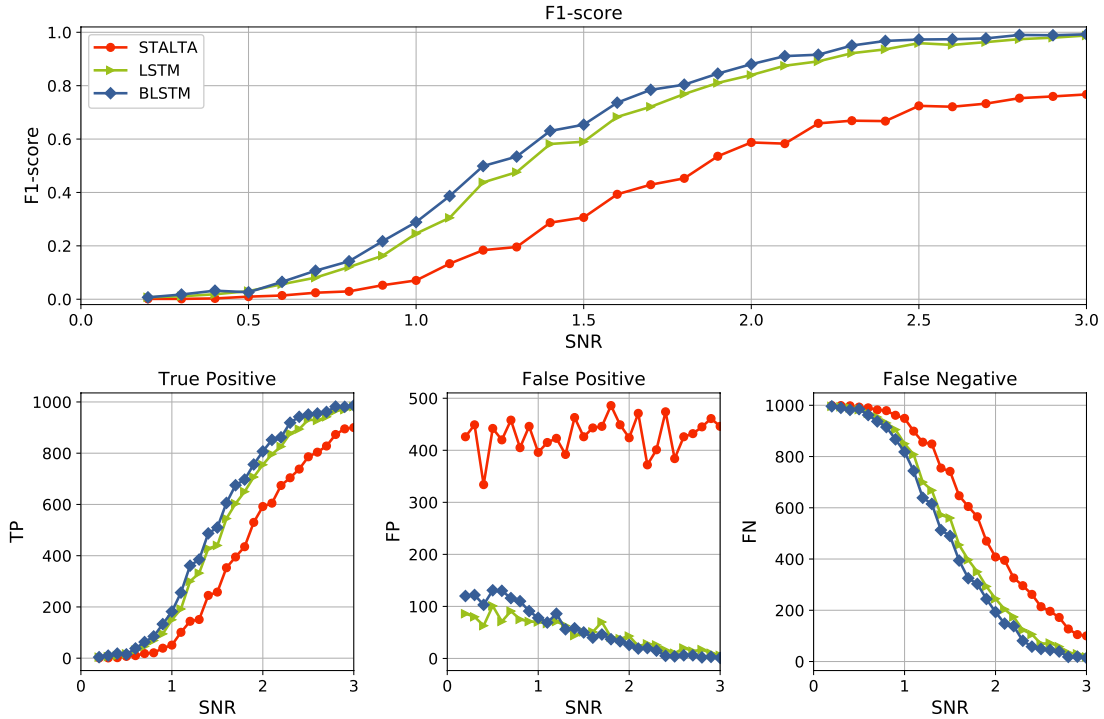 F1-score
F1-score
1.0
0.8
0.6
0.4
0.2
0.0
STALTA
LSTM
BLSTM
0.0 0.5 1.0 1.5 2.0 2.5 3.0
SNR
True Positive
TP
1000
800
600
400
200
0
0 1 2 3
SNR
False Positive
FP
500
400
300
200
100
0
0 1 2 3
SNR
False Negative
FN
1000
800
600
400
200
0
0 1 2 3
SNR